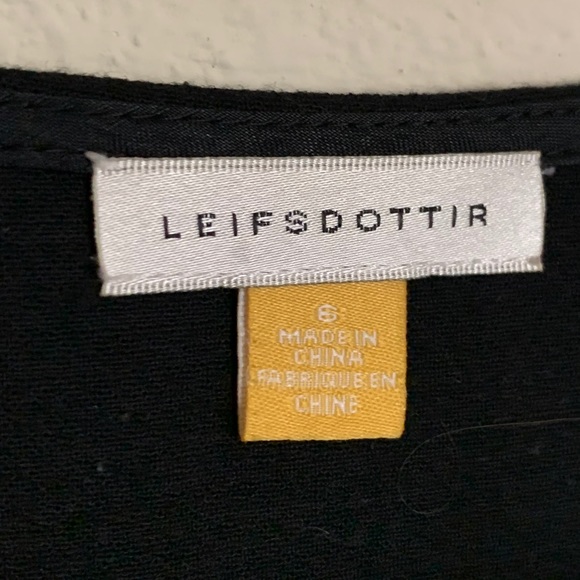 LEIFSDOTTIR
6
MADE IN
CHINA
FABRIQUE EN
CHINE